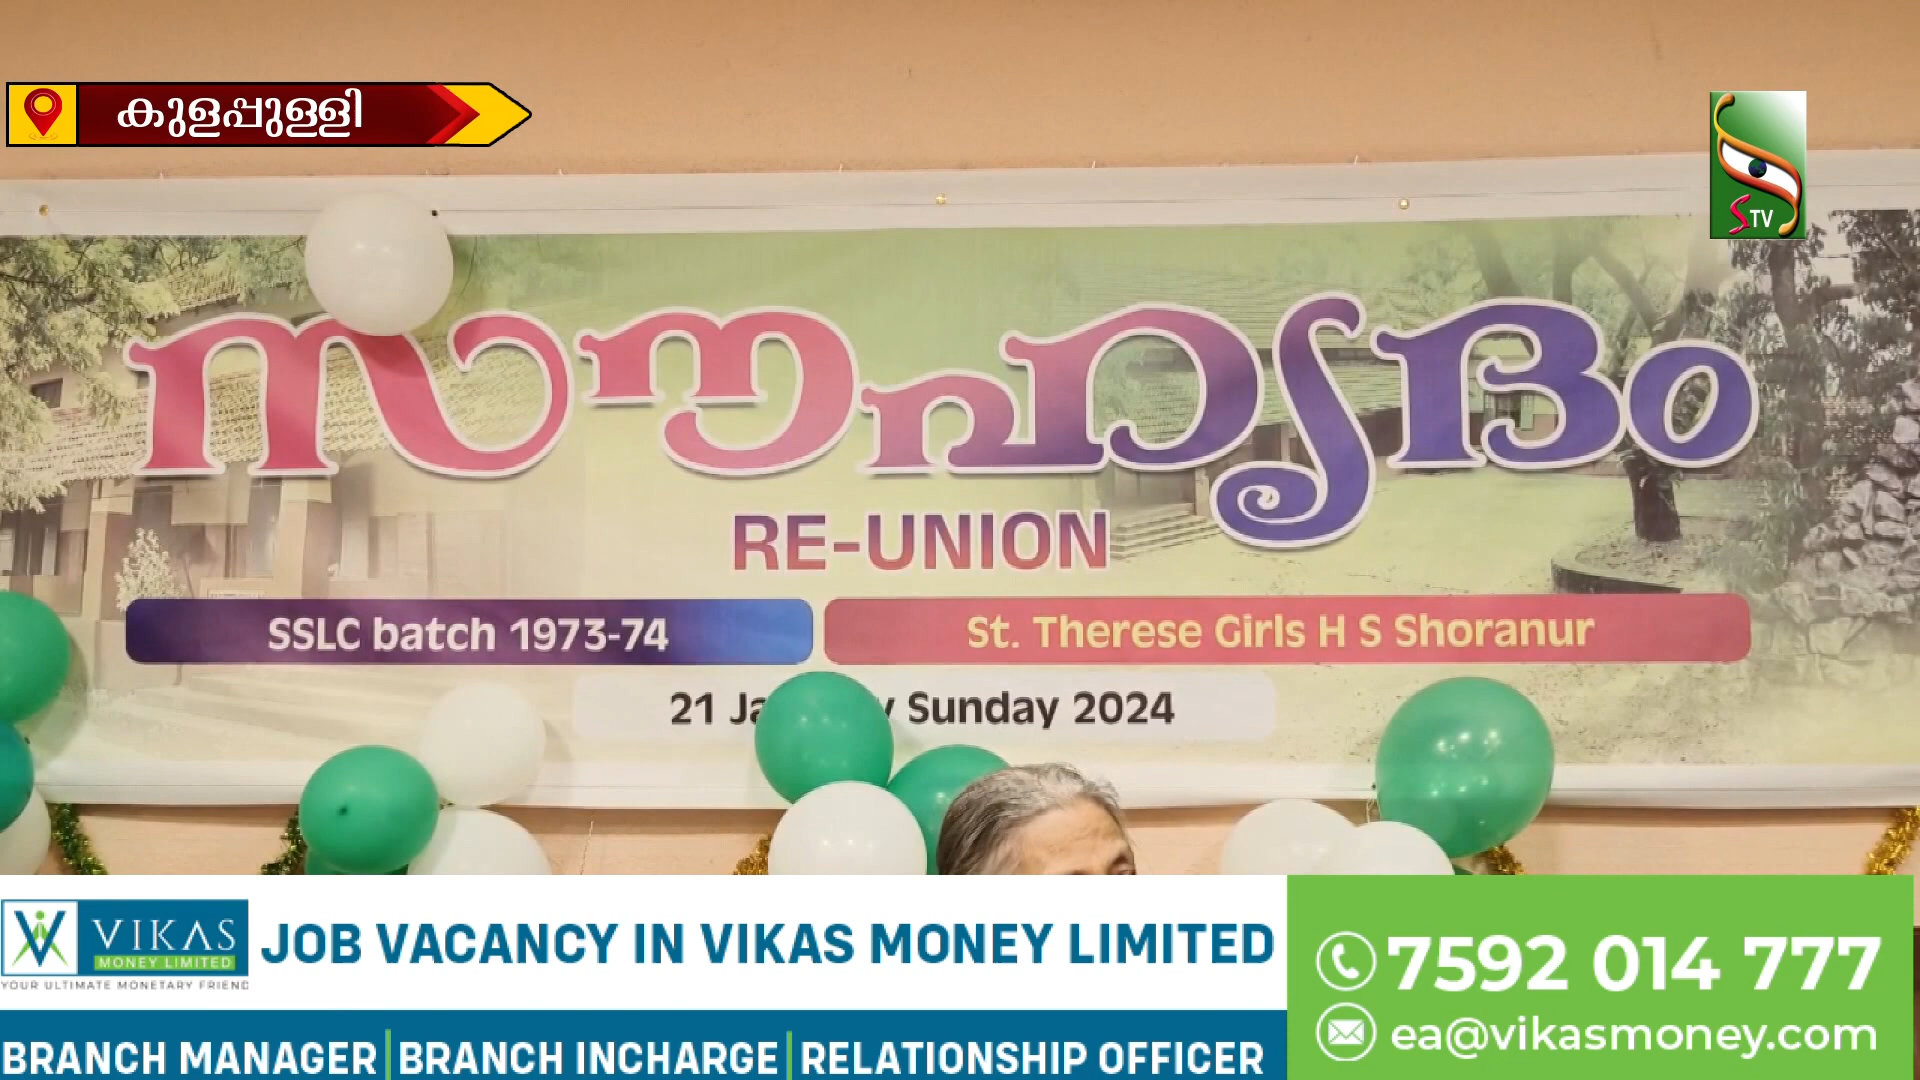 കുളപ്പുള്ളി
STV
സൗഹൃദം
RE-UNION
SSLC batch 1973-74
St. Therese Girls H S Shoranur
21 Sunday 2024
VIKAS
MONEY LIMITED
YOUR ULTIMATE MONETARY FRIEND
JOB VACANCY IN VIKAS MONEY LIMITED
BRANCH MANAGER BRANCH INCHARGE RELATIONSHIP OFFICER
7592 014 777
ea@vikasmoney.com